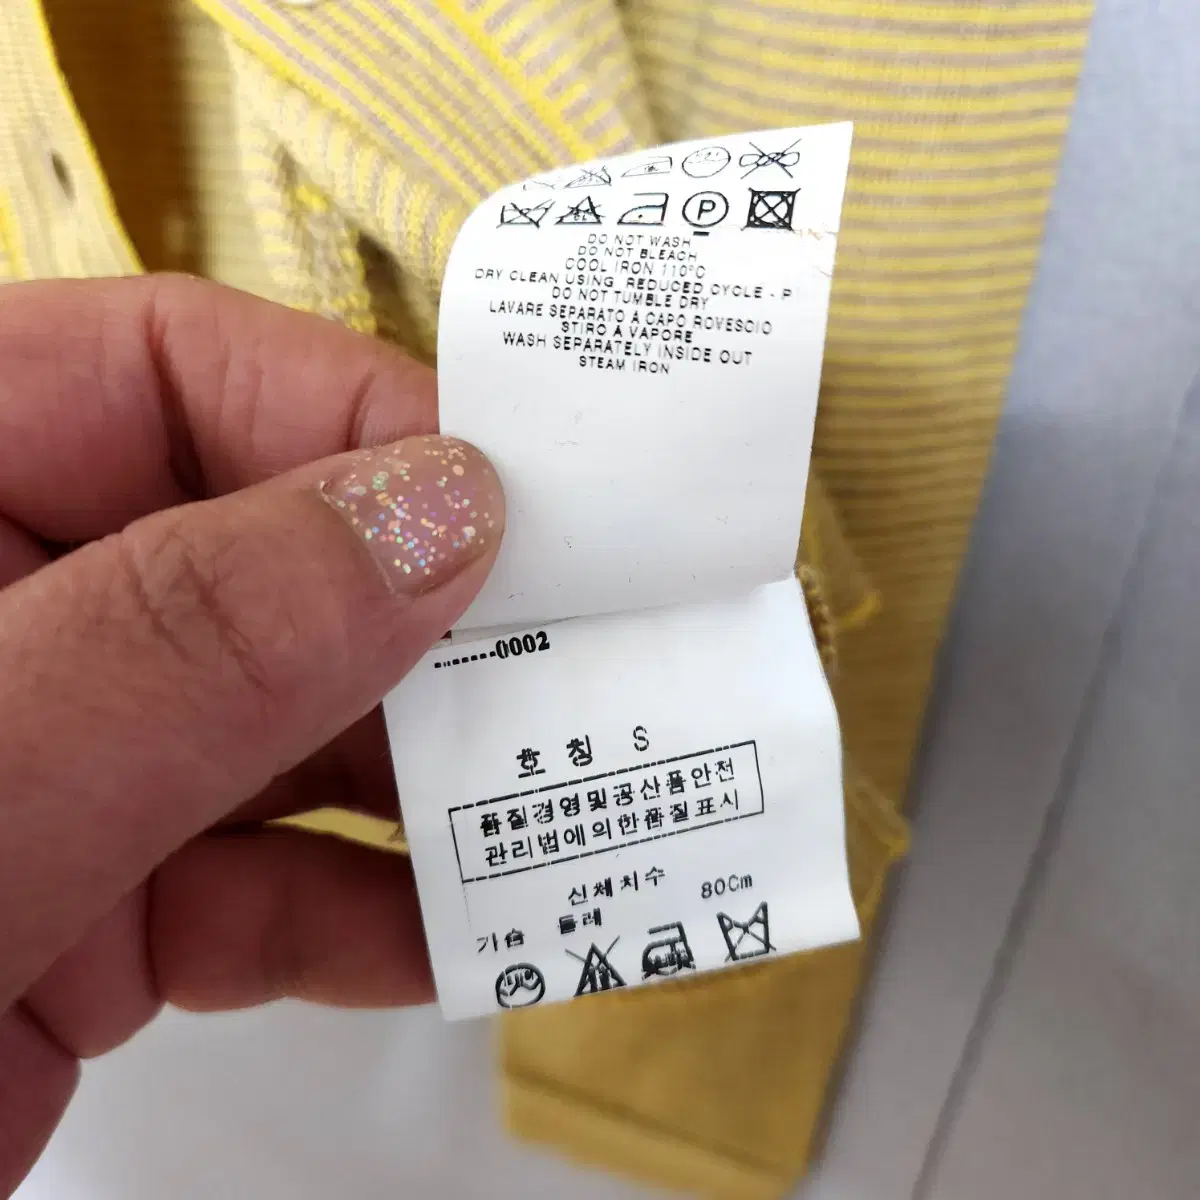 P
CL
DO NOT WASH
DO NOT BLEACH
COOL IRON 110°C
DRY CLEAN USING REDUCED CYCLE - P
DO NOT TUMBLE DRY
LAVARE SEPARATO A CAPO ROVESCIO
STIRO A VAPORE
WASH SEPARATELY INSIDE OUT
STEAM IRON
0002
호 칭 S
품질경영및공산품안전
관리법에의한품질표시
신체치수
가슴 둘레 80Cm